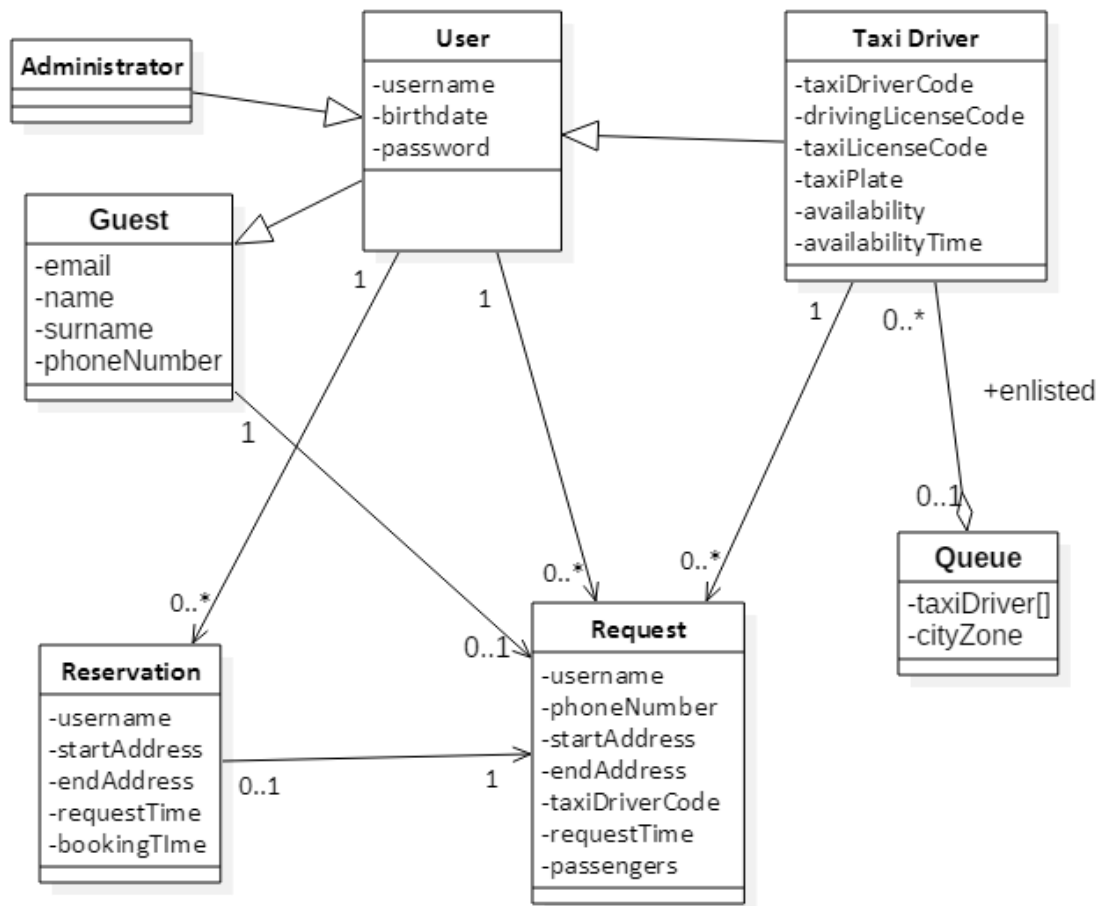 Administrator
User
-username
-birthdate
-password
Taxi Driver
-taxiDriverCode
-drivingLicenseCode
-taxiLicenseCode
-taxiPlate
-availability
-availabilityTime
Guest
-email
-name
-surname
-phoneNumber
1
1
1
0..*
1
+enlisted
0..1
0..*
0..*
0..*
0..1
Queue
-taxiDriver[]
-cityZone
Reservation
-username
-startAddress
-endAddress
-requestTime
-bookingTIme
0..1
1
Request
-username
-phoneNumber
-startAddress
-endAddress
-taxiDriverCode
-requestTime
-passengers